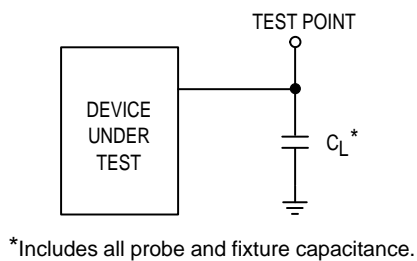 TEST POINT
DEVICE
UNDER
TEST
CL*
*Includes all probe and fixture capacitance.